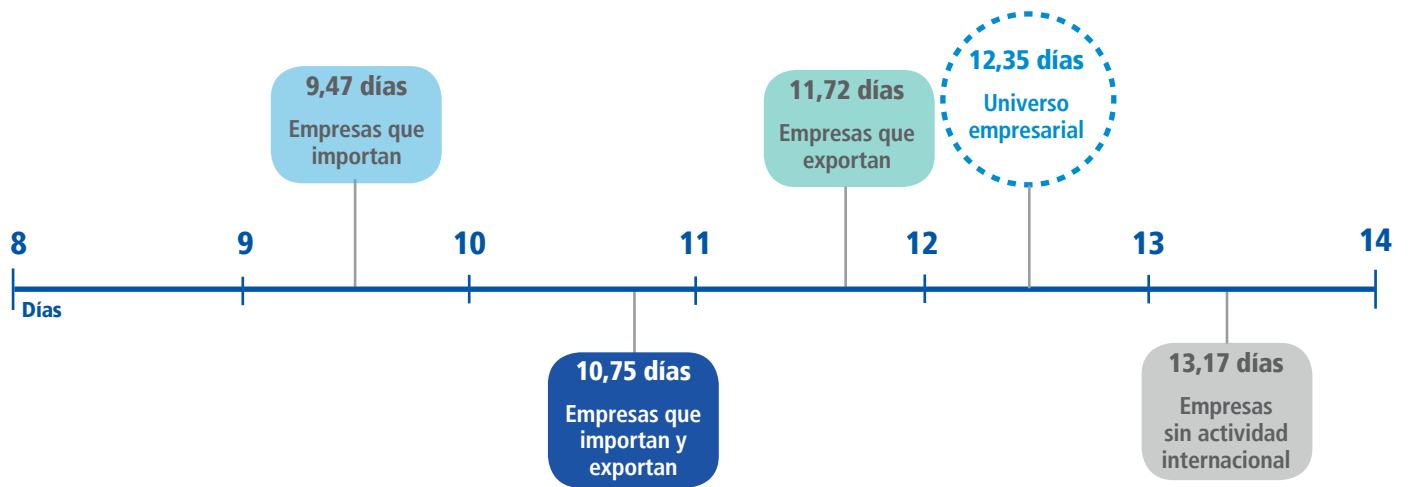 9,47 días
Empresas que
importan
11,72 días
Empresas que
exportan
12,35 días
Universo
empresarial
8
9
10
11
12
13
14
Días
10,75 días
Empresas que
importan y
exportan
13,17 días
Empresas
sin actividad
internacional